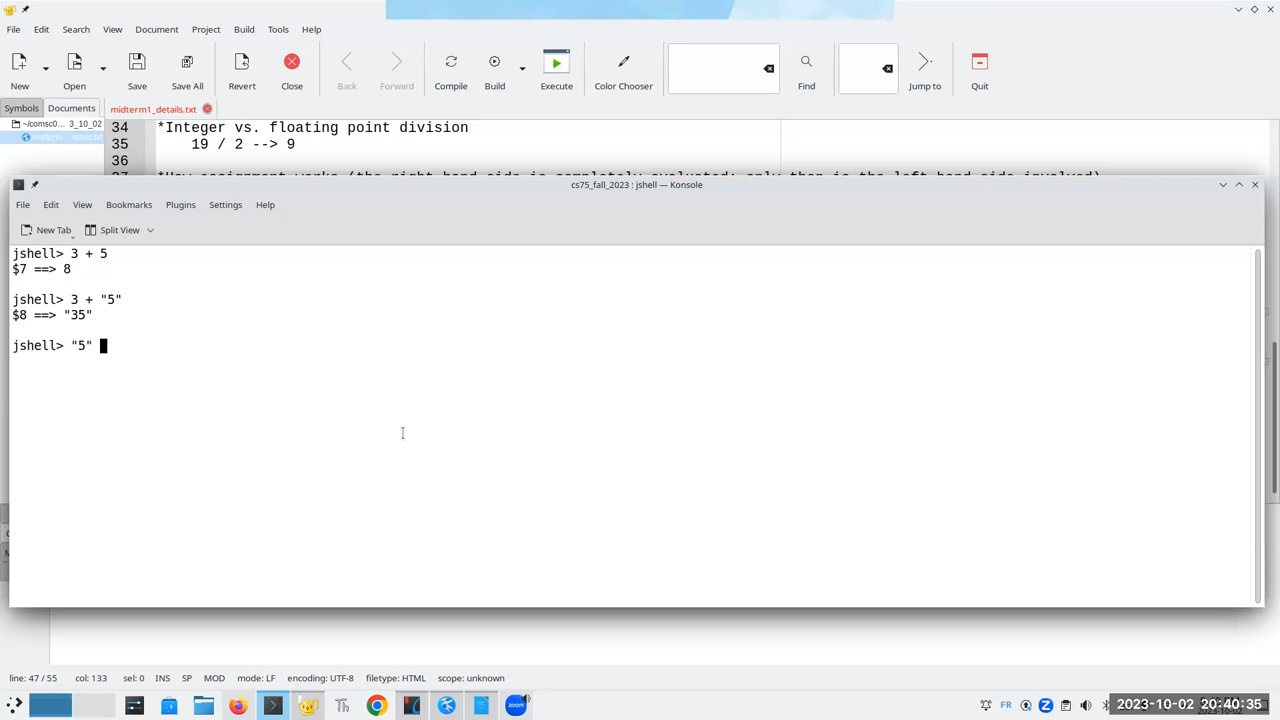 File Edit Search View Document Project Build Tools Help
New Open Save Save All Revert Close Back Forward Compile Build Execute Color Chooser Find Jump to Quit
Symbols Documents midterm1_details.txt
~/comsc0... 3_10_02
34 *Integer vs. floating point division
35 19 / 2 --> 9
36
cs75_fall_2023 : jshell — Konsole
File Edit View Bookmarks Plugins Settings Help
New Tab Split View
jshell> 3 + 5
$7 ==> 8
jshell> 3 + "5"
$8 ==> "35"
jshell> "5"
line: 47 / 55 col: 133 sel: 0 INS SP MOD mode: LF encoding: UTF-8 filetype: HTML scope: unknown
Th zoom FR Z 2023-10-02 20:40:35